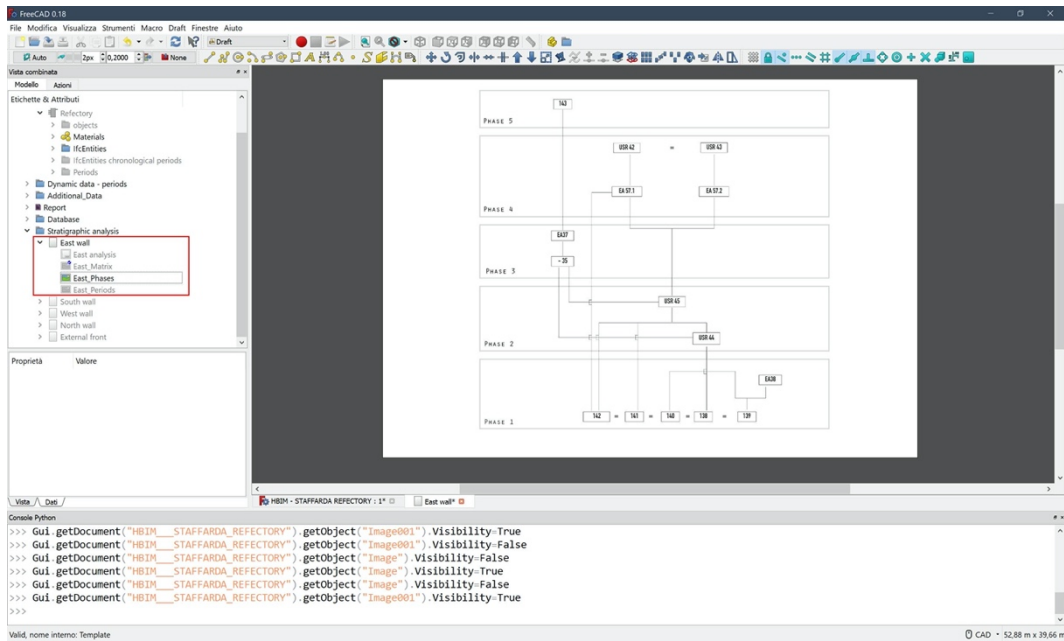 FreeCAD 0.18
File Modifica Visualizza Strumenti Macro Draft Finestre Aiuto
Draft
Auto 2px 0,2000 None
Vista combinata
Modello Azioni
Etichette & Attributi
Refectory
objects
Materials
IfcEntities
IfcEntities chronological periods
Periods
Dynamic data - periods
Additional_Data
Report
Database
Stratigraphic analysis
East wall
East analysis
East_Matrix
East_Phases
East_Periods
South wall
West wall
North wall
External front
Proprietà Valore
Vista Dati
143
PHASE 5
USR 42 = USR 43
EA 57.1 EA 57.2
PHASE 4
EA37
- 35
PHASE 3
USR 45
USR 44
PHASE 2
EA38
142 = 141 = 140 = 138 = 139
PHASE 1
HBIM - STAFFARDA REFECTORY : 1* East wall*
Console Python
>>> Gui.getDocument("HBIM___STAFFARDA_REFECTORY").getObject("Image001").Visibility=True
>>> Gui.getDocument("HBIM___STAFFARDA_REFECTORY").getObject("Image001").Visibility=False
>>> Gui.getDocument("HBIM___STAFFARDA_REFECTORY").getObject("Image").Visibility=False
>>> Gui.getDocument("HBIM___STAFFARDA_REFECTORY").getObject("Image").Visibility=True
>>> Gui.getDocument("HBIM___STAFFARDA_REFECTORY").getObject("Image").Visibility=False
>>> Gui.getDocument("HBIM___STAFFARDA_REFECTORY").getObject("Image001").Visibility=True
>>>
Valid, nome interno: Template
CAD 52,88 m x 39,66 m